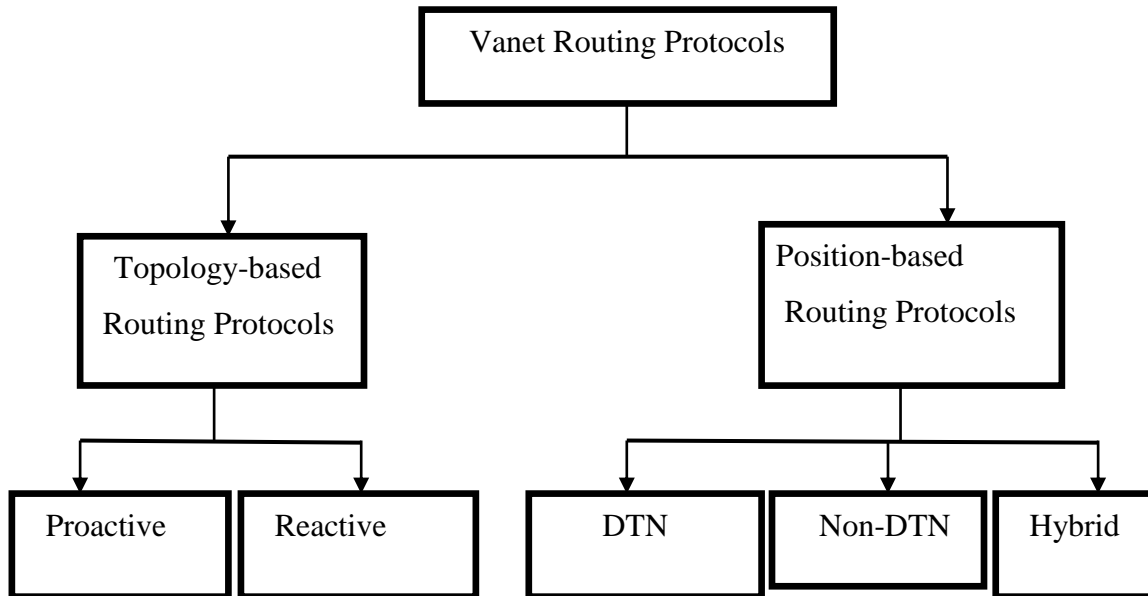 Vanet Routing Protocols
Topology-based
Routing Protocols
Position-based
Routing Protocols
Proactive
Reactive
DTN
Non-DTN
Hybrid